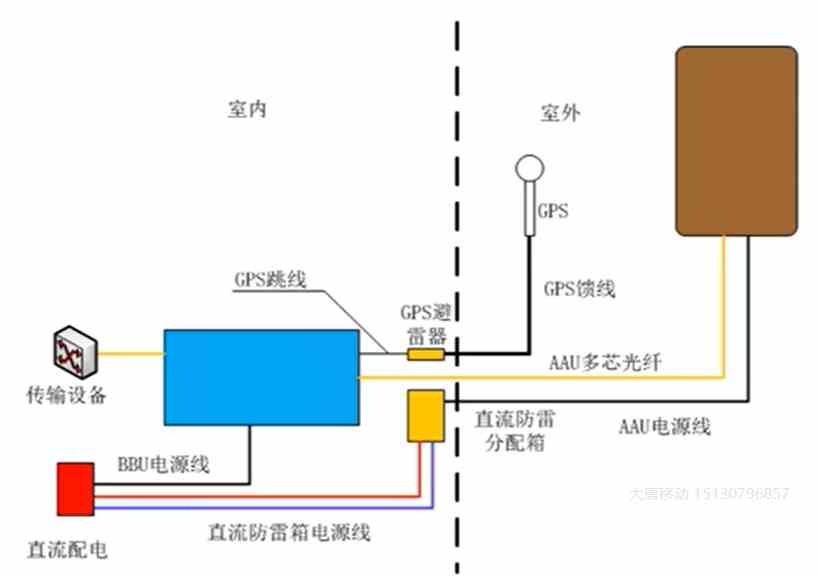 室内
室外
GPS
GPS跳线
GPS馈线
GPS避
雷器
AAU多芯光纤
传输设备
直流防雷
分配箱
AAU电源线
BBU电源线
大唐移动 15130796857
直流防雷箱电源线
直流配电